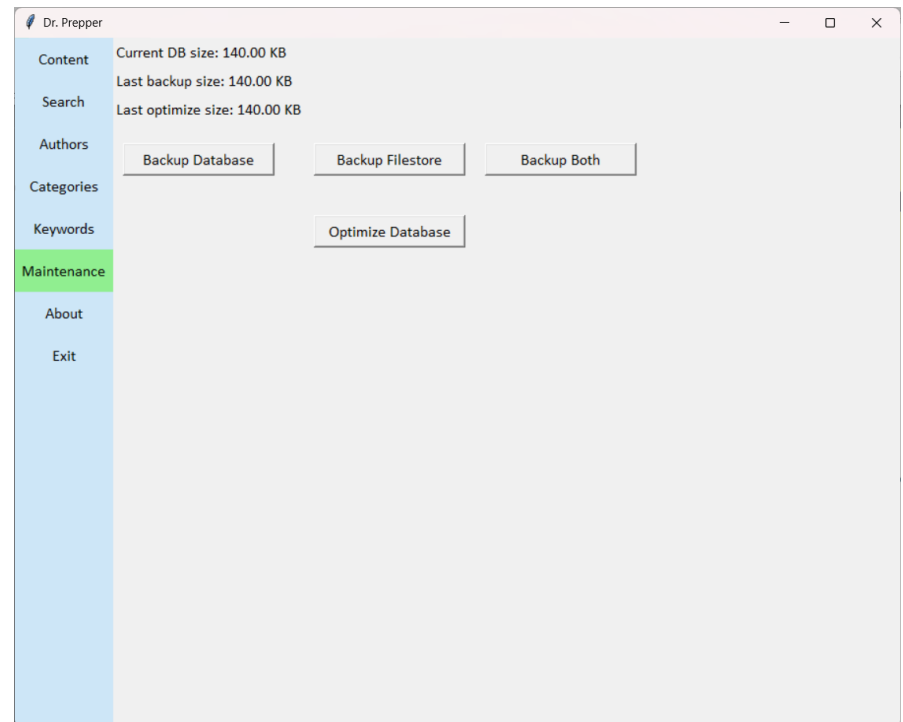 Dr. Prepper
Content
Search
Authors
Categories
Keywords
Maintenance
About
Exit
Current DB size: 140.00 KB
Last backup size: 140.00 KB
Last optimize size: 140.00 KB
Backup Database Backup Filestore Backup Both
Optimize Database